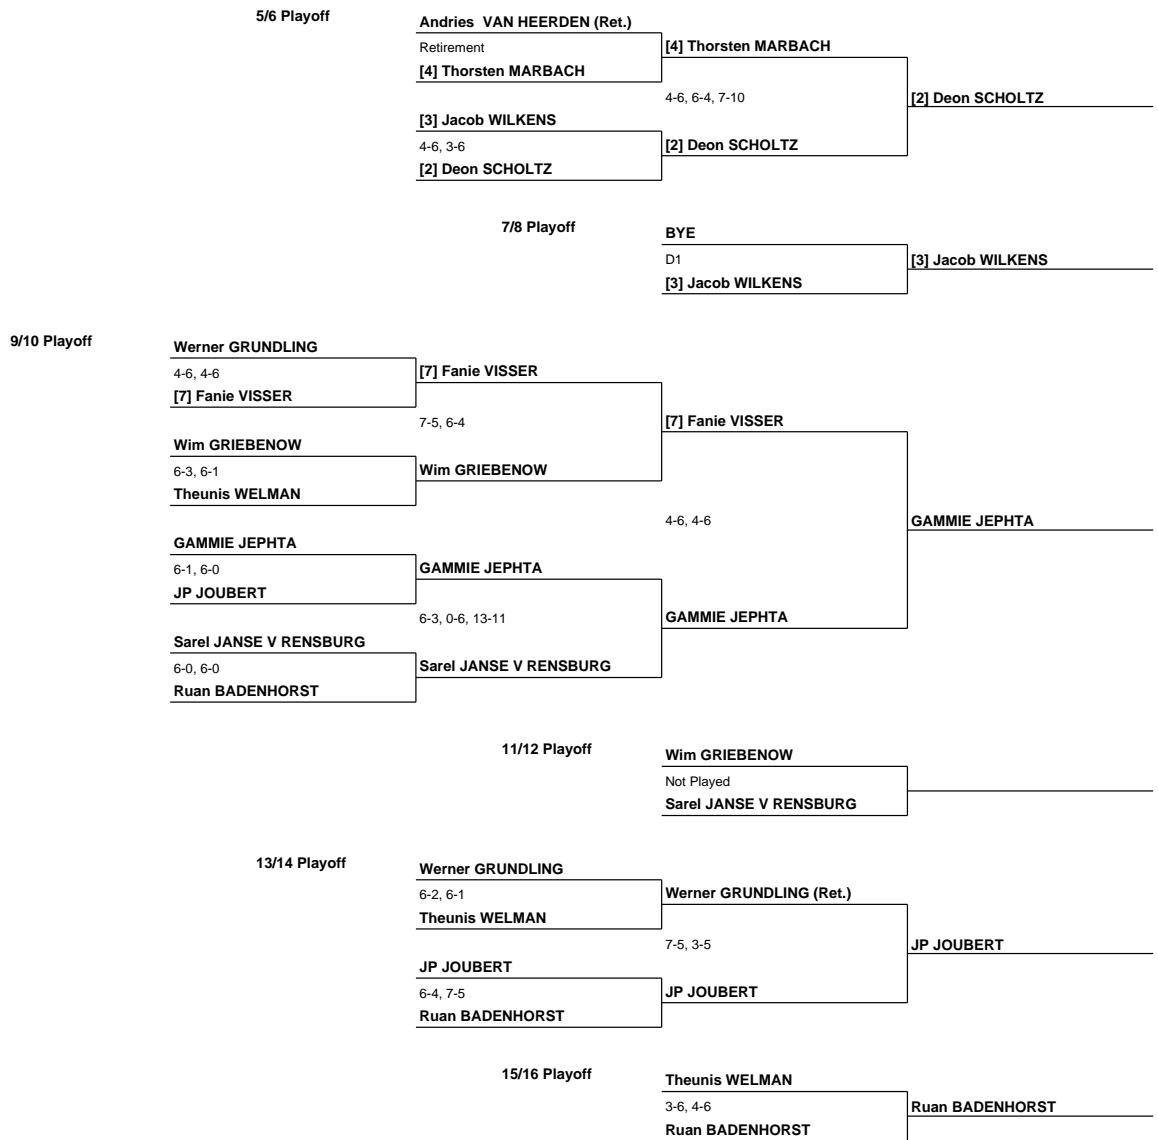 5/6 Playoff
Andries  VAN HEERDEN (Ret.)
Retirement
[4] Thorsten MARBACH
[4] Thorsten MARBACH
4-6, 6-4, 7-10
[2] Deon SCHOLTZ
[3] Jacob WILKENS
4-6, 3-6
[2] Deon SCHOLTZ
[2] Deon SCHOLTZ
7/8 Playoff
BYE
D1
[3] Jacob WILKENS
[3] Jacob WILKENS
9/10 Playoff
Werner GRUNDLING
4-6, 4-6
[7] Fanie VISSER
[7] Fanie VISSER
7-5, 6-4
[7] Fanie VISSER
Wim GRIEBENOW
6-3, 6-1
Wim GRIEBENOW
Theunis WELMAN
4-6, 4-6
GAMMIE JEPHTA
GAMMIE JEPHTA
6-1, 6-0
GAMMIE JEPHTA
JP JOUBERT
6-3, 0-6, 13-11
GAMMIE JEPHTA
Sarel JANSE V RENSBURG
6-0, 6-0
Sarel JANSE V RENSBURG
Ruan BADENHORST
11/12 Playoff
Wim GRIEBENOW
Not Played
Sarel JANSE V RENSBURG
13/14 Playoff
Werner GRUNDLING
6-2, 6-1
Werner GRUNDLING (Ret.)
Theunis WELMAN
7-5, 3-5
JP JOUBERT
JP JOUBERT
6-4, 7-5
JP JOUBERT
Ruan BADENHORST
15/16 Playoff
Theunis WELMAN
3-6, 4-6
Ruan BADENHORST
Ruan BADENHORST